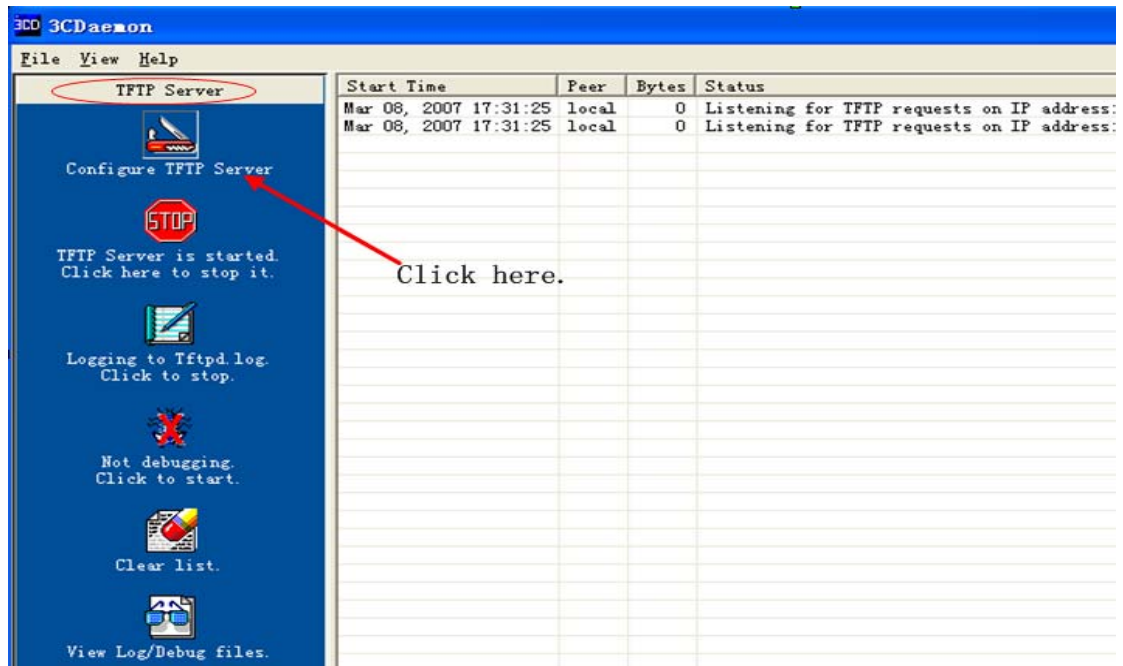 3CD 3CDaemon
File View Help
TFTP Server
Configure TFTP Server
STOP
TFTP Server is started.
Click here to stop it.
Logging to Tftpd.log.
Click to stop.
Not debugging.
Click to start.
Clear list.
View Log/Debug files.
Start Time Peer Bytes Status
Mar 08, 2007 17:31:25 local 0 Listening for TFTP requests on IP address:
Mar 08, 2007 17:31:25 local 0 Listening for TFTP requests on IP address:
Click here.